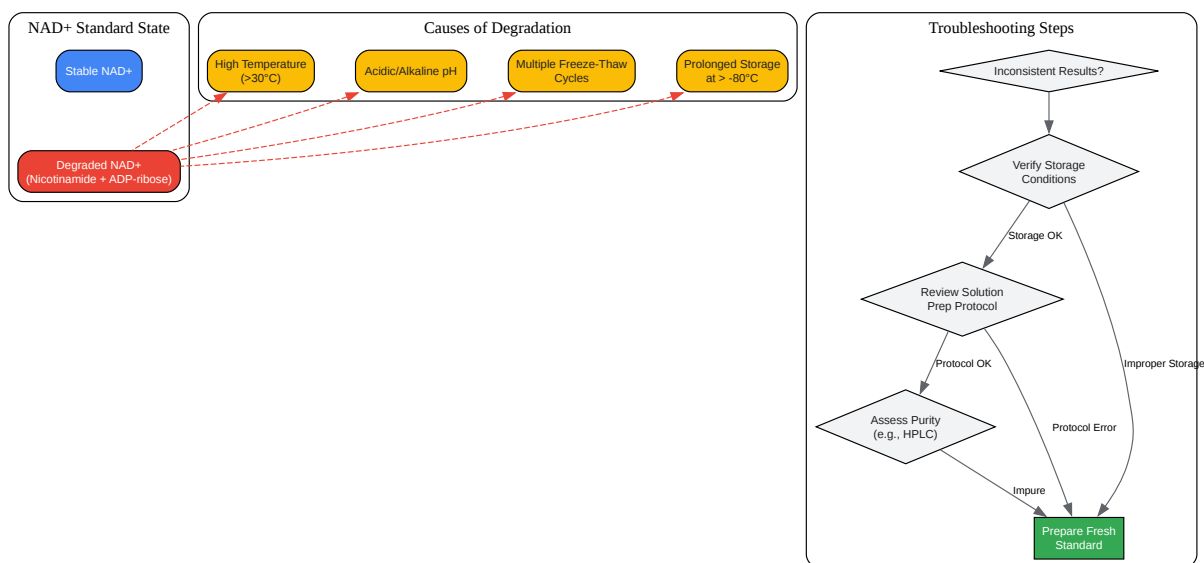 NAD+ Standard State
Stable NAD+
Degraded NAD+
(Nicotinamide + ADP-ribose)
Causes of Degradation
High Temperature
(>30°C)
Acidic/Alkaline pH
Multiple Freeze-Thaw
Cycles
Prolonged Storage
at > -80°C
Troubleshooting Steps
Inconsistent Results?
Verify Storage
Conditions
Storage OK
Review Solution
Prep Protocol
Improper Storage
Protocol OK
Assess Purity
(e.g., HPLC)
Protocol Error
Impure
Prepare Fresh
Standard